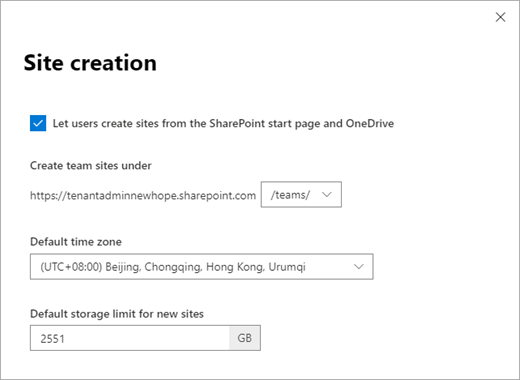 Site creation
Let users create sites from the SharePoint start page and OneDrive
Create team sites under
https://tenantadminnewhope.sharepoint.com /teams/
Default time zone
(UTC+08:00) Beijing, Chongqing, Hong Kong, Urumqi
Default storage limit for new sites
2551 GB